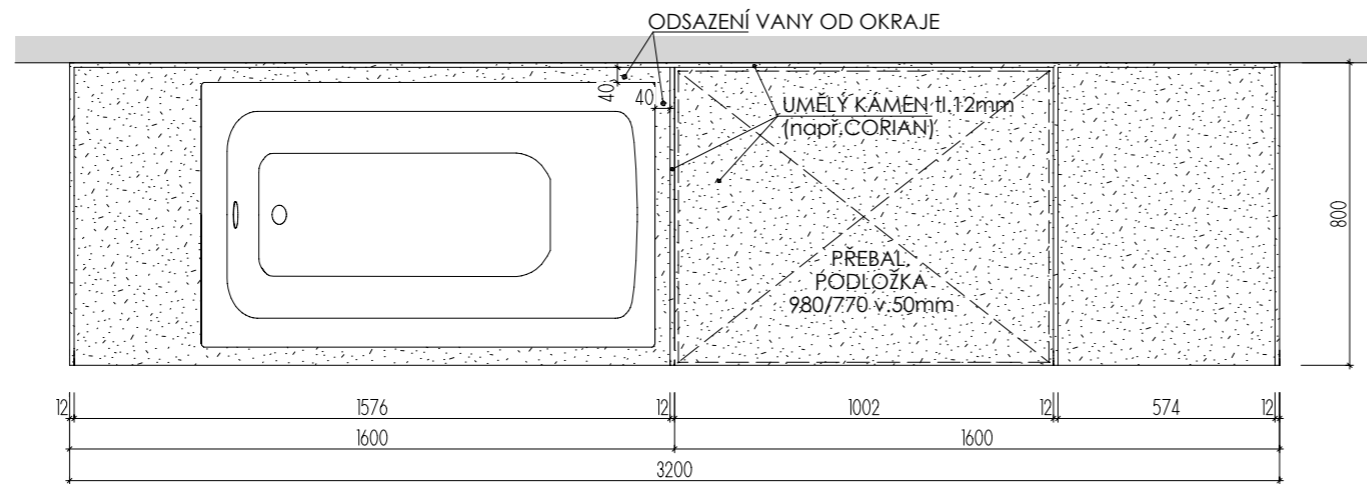 ODSAZENÍ VANY OD OKRAJE
40
40
UMĚLÝ KÁMEN tl.12mm
(např.CORIAN)
PŘEBAL.
PODLOŽKA
980/770 v.50mm
800
12 1576 12 1002 12 574 12
1600 1600
3200